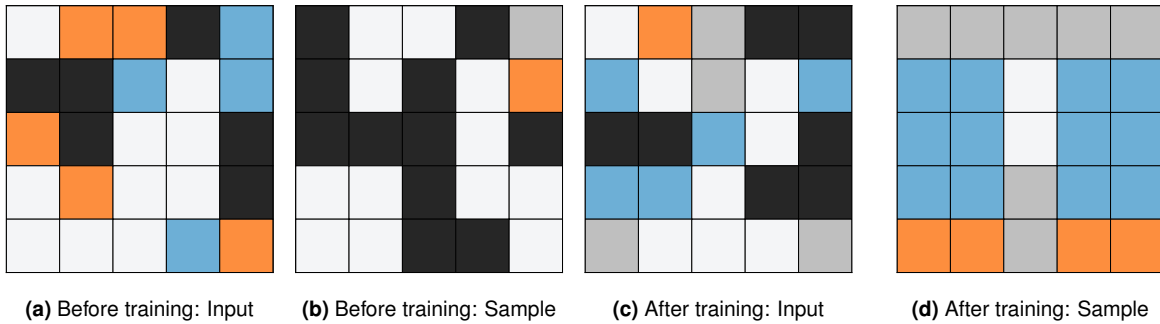 (a) Before training: Input
(b) Before training: Sample
(c) After training: Input
(d) After training: Sample